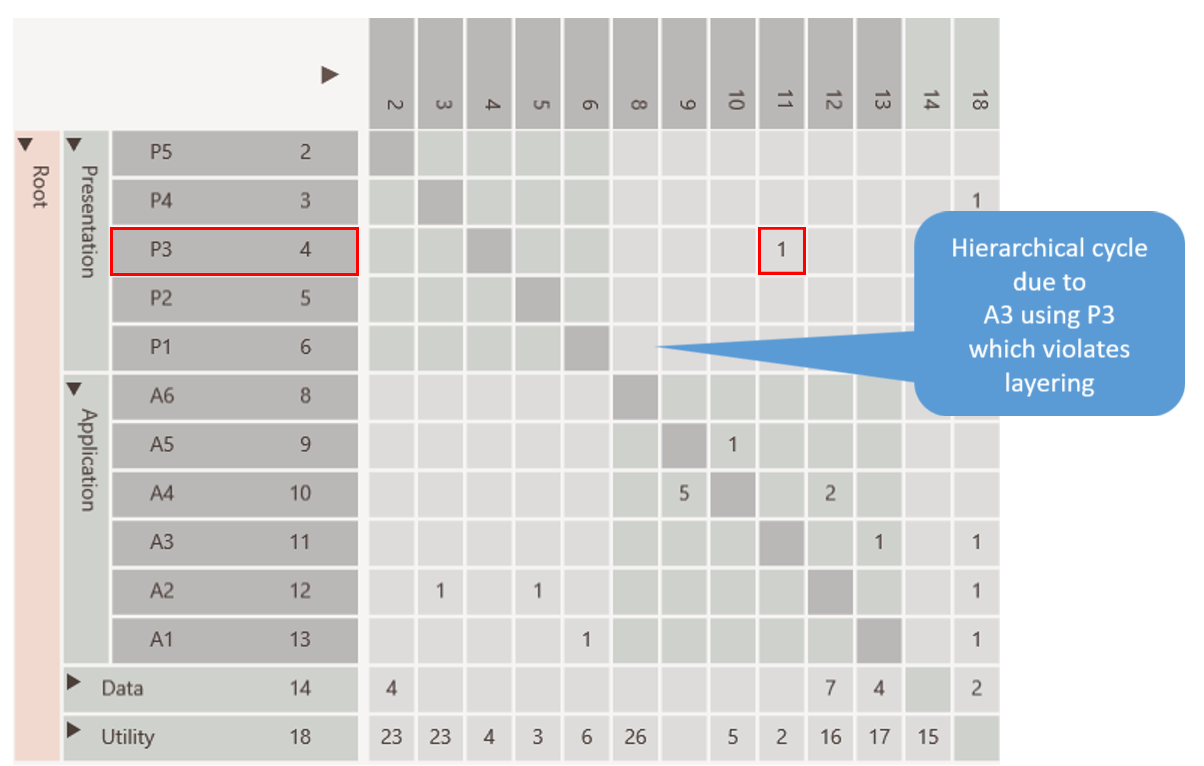 2 3 4 5 6 8 9 10 11 12 13 14 18
Root
Presentation
P5 2
P4 3 1
P3 4 1
P2 5
P1 6
Hierarchical cycle
due to
A3 using P3
which violates
layering
Application
A6 8
A5 9 1
A4 10 5 2
A3 11 1 1
A2 12 1 1 1
A1 13 1 1
Data 14 4 7 4 2
Utility 18 23 23 4 3 6 26 5 2 16 17 15